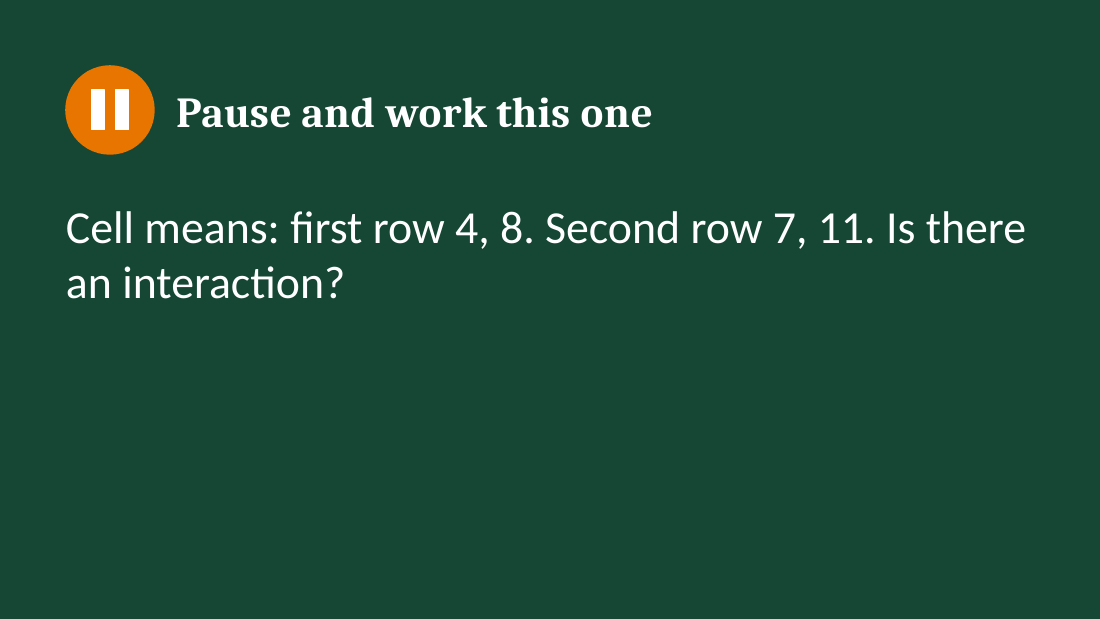 Pause and work this one
Cell means: first row 4, 8. Second row 7, 11. Is there
an interaction?